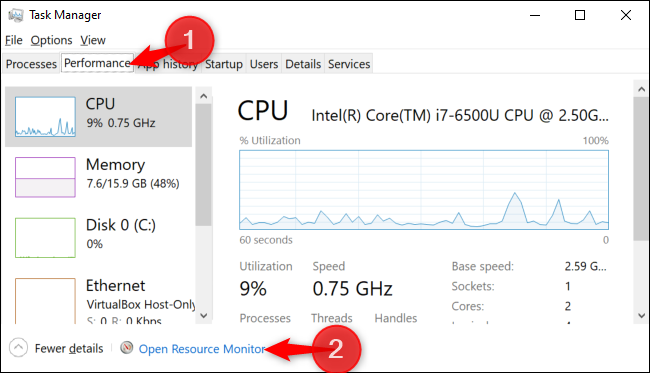 Task Manager
File Options View
1
Processes Performance App history Startup Users Details Services
CPU
9% 0.75 GHz
Memory
7.6/15.9 GB (48%)
Disk 0 (C:)
0%
Ethernet
VirtualBox Host-Only
S: 0 R: 0 Kbps
CPU Intel(R) Core(TM) i7-6500U CPU @ 2.50G...
% Utilization 100%
60 seconds 0
Utilization Speed
9% 0.75 GHz
Processes Threads Handles
Base speed: 2.59 G...
Sockets: 1
Cores: 2
Fewer details Open Resource Monitor
2